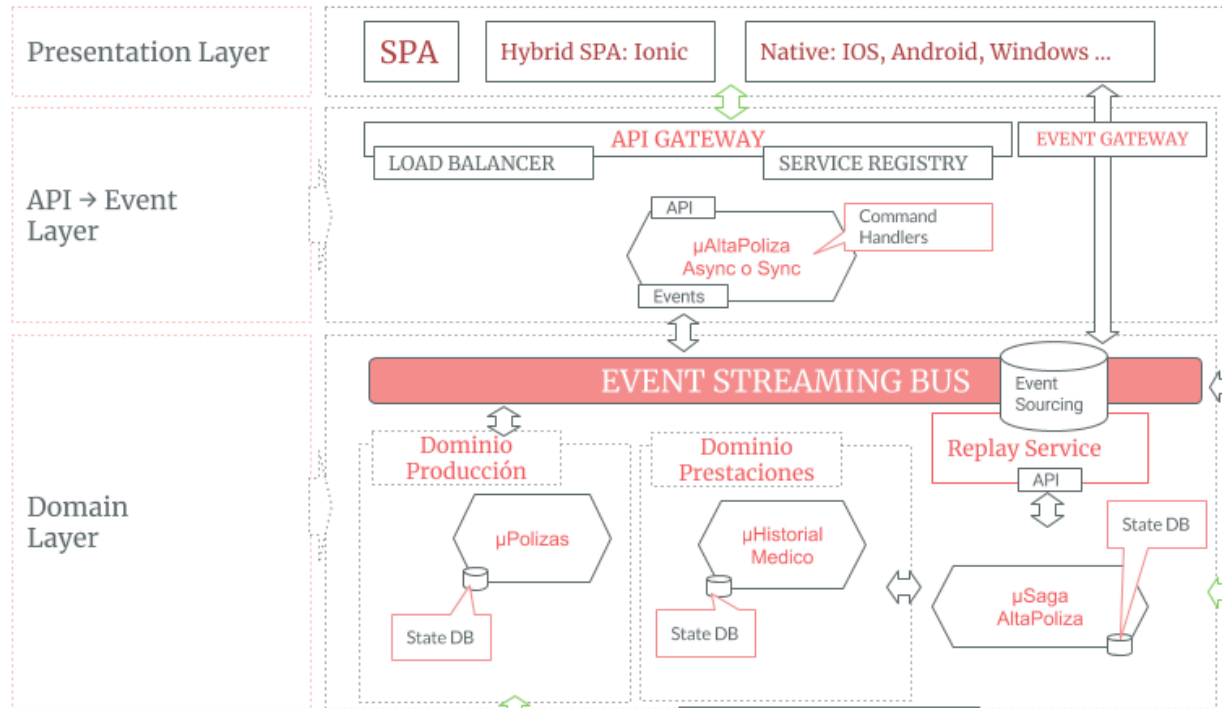 Presentation Layer
SPA
Hybrid SPA: Ionic
Native: IOS, Android, Windows ...
API → Event
Layer
API GATEWAY
EVENT GATEWAY
LOAD BALANCER
SERVICE REGISTRY
API
µAltaPoliza
Async o Sync
Events
Command
Handlers
Domain
Layer
EVENT STREAMING BUS
Event
Sourcing
Replay Service
API
Dominio
Producción
µPolizas
State DB
Dominio
Prestaciones
µHistorial
Medico
State DB
State DB
µSaga
AltaPoliza